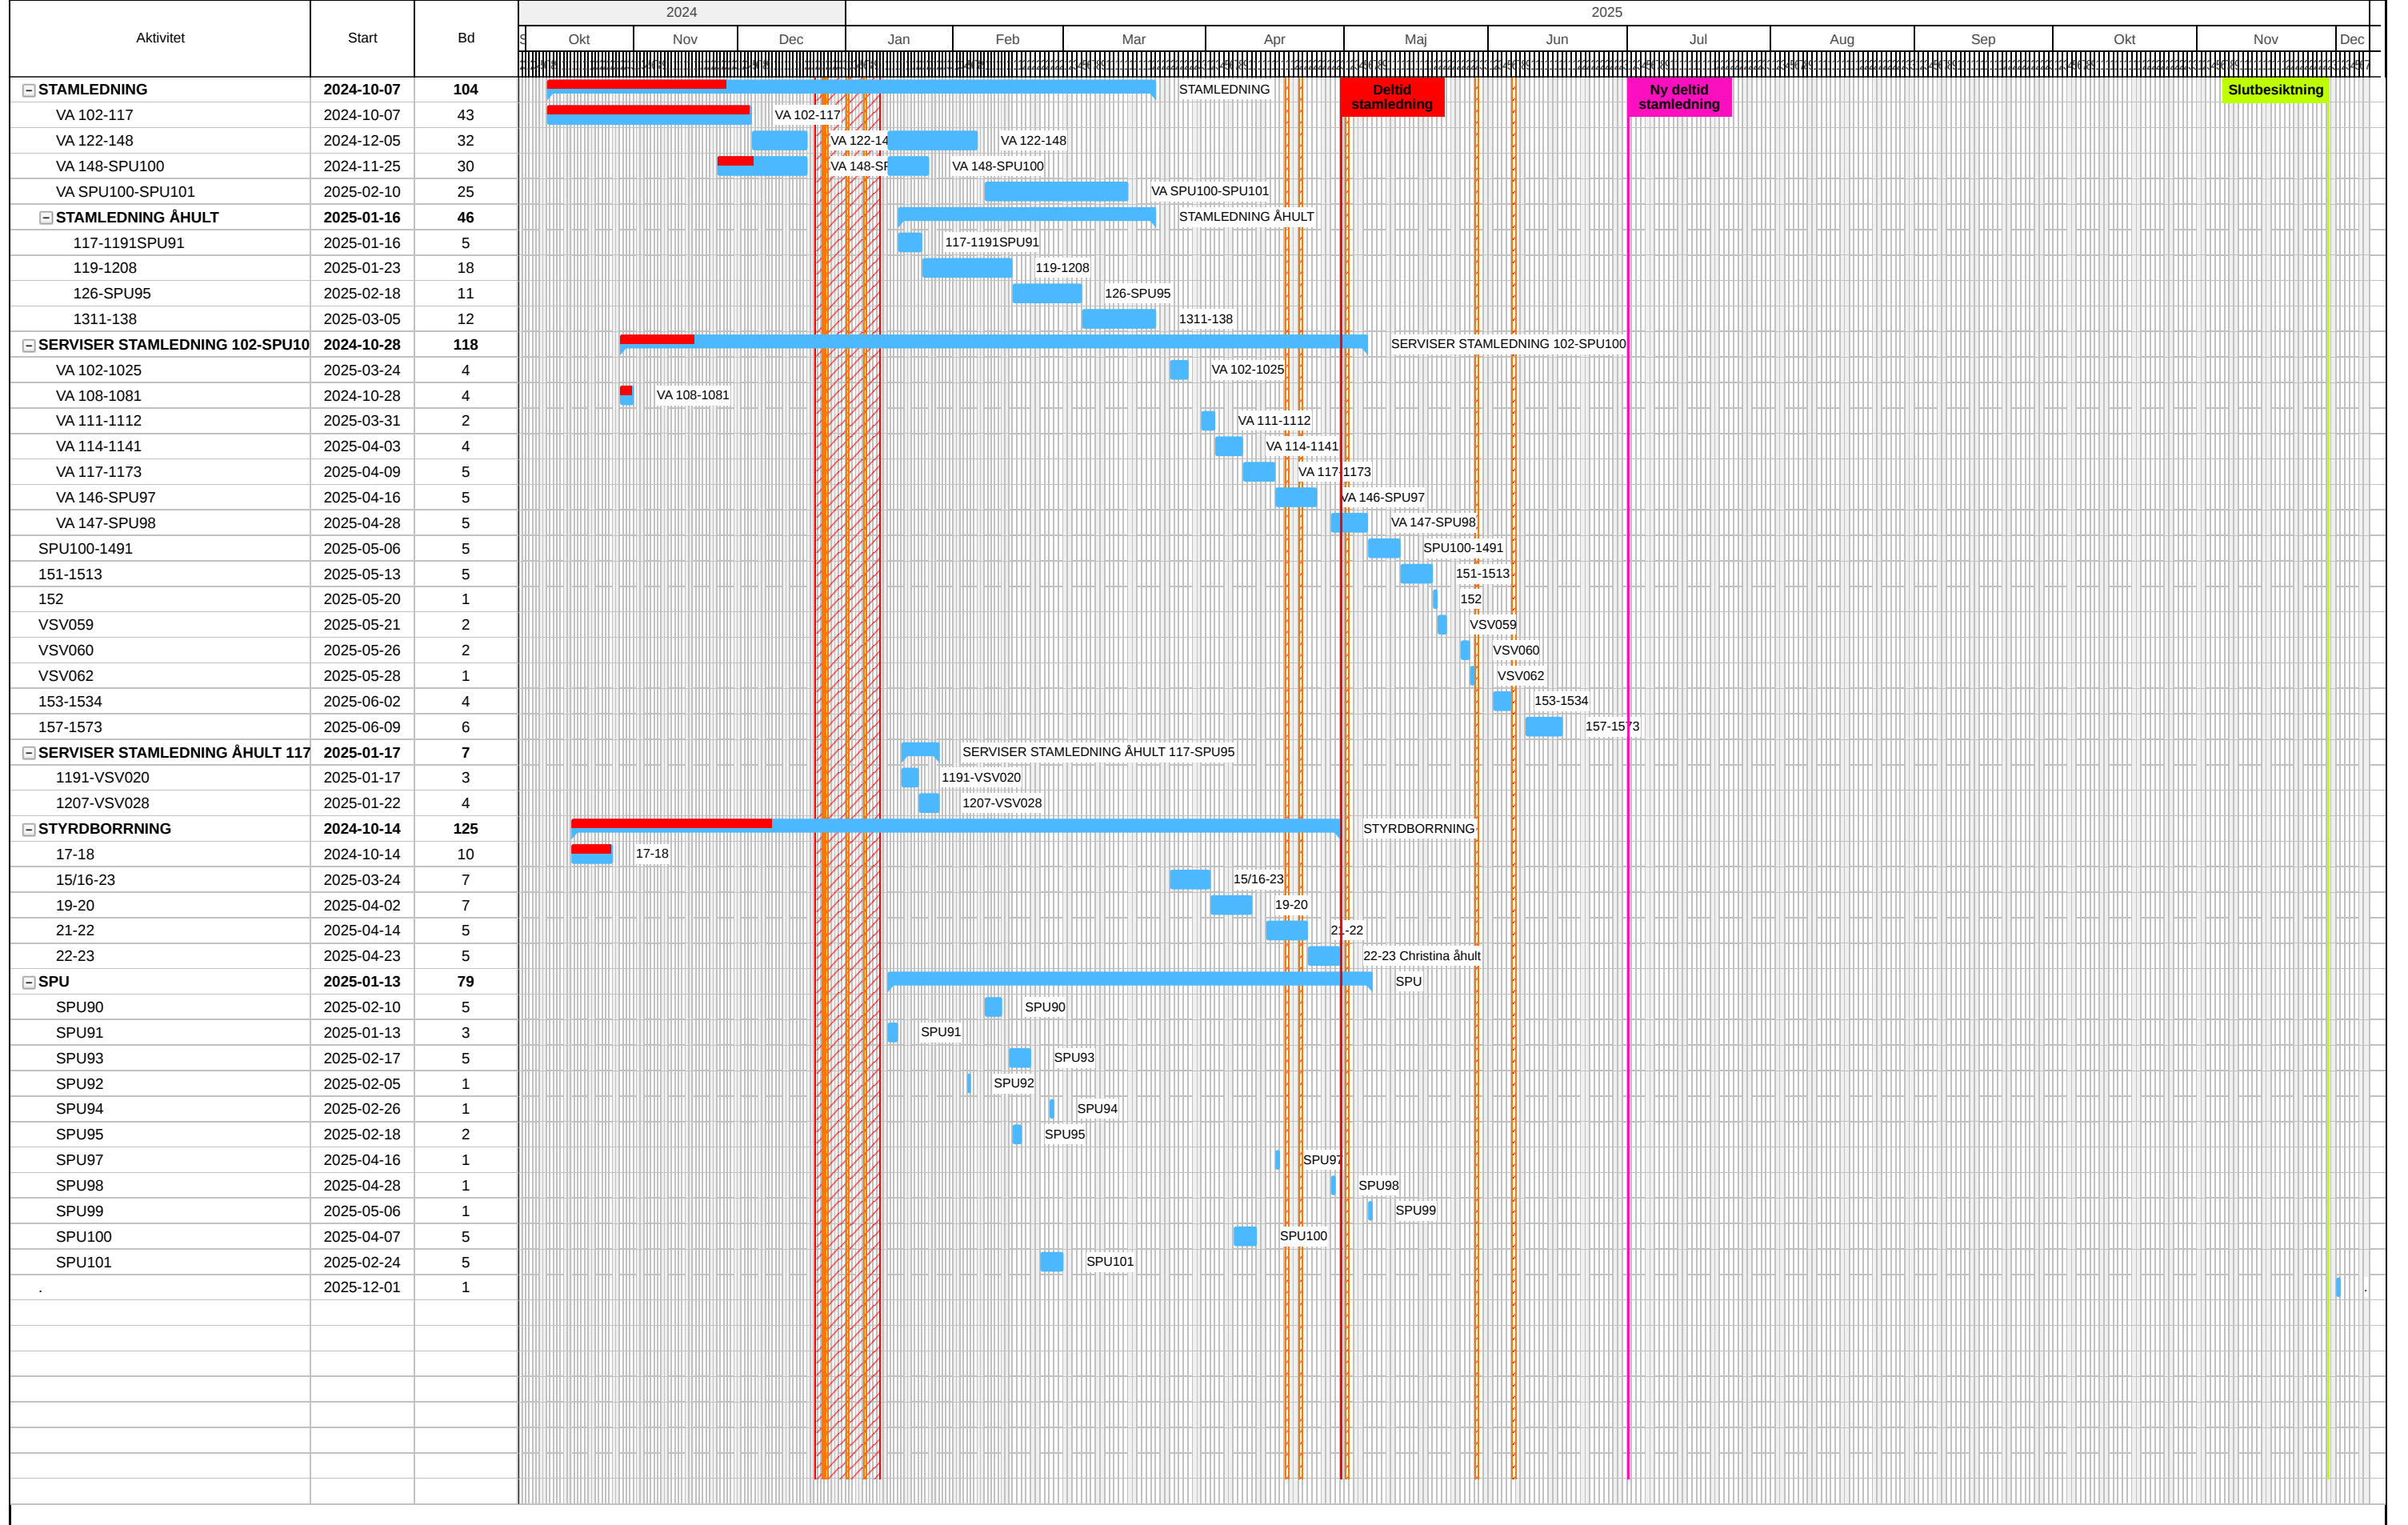 2024 2025
Aktivitet Start Bd
S Okt Nov Dec Jan Feb Mar Apr Maj Jun Jul Aug Sep Okt Nov Dec
STAMLEDNING 2024-10-07 104 STAMLEDNING
Deltid stamledning
Ny deltid stamledning
Slutbesiktning
VA 102-117 2024-10-07 43 VA 102-117
VA 122-148 2024-12-05 32 VA 122-14 VA 122-148
VA 148-SPU100 2024-11-25 30 VA 148-SP VA 148-SPU100
VA SPU100-SPU101 2025-02-10 25 VA SPU100-SPU101
STAMLEDNING ÅHULT 2025-01-16 46 STAMLEDNING ÅHULT
117-1191SPU91 2025-01-16 5 117-1191SPU91
119-1208 2025-01-23 18 119-1208
126-SPU95 2025-02-18 11 126-SPU95
1311-138 2025-03-05 12 1311-138
SERVISER STAMLEDNING 102-SPU10 2024-10-28 118 SERVISER STAMLEDNING 102-SPU100
VA 102-1025 2025-03-24 4 VA 102-1025
VA 108-1081 2024-10-28 4 VA 108-1081
VA 111-1112 2025-03-31 2 VA 111-1112
VA 114-1141 2025-04-03 4 VA 114-1141
VA 117-1173 2025-04-09 5 VA 117-1173
VA 146-SPU97 2025-04-16 5 VA 146-SPU97
VA 147-SPU98 2025-04-28 5 VA 147-SPU98
SPU100-1491 2025-05-06 5 SPU100-1491
151-1513 2025-05-13 5 151-1513
152 2025-05-20 1 152
VSV059 2025-05-21 2 VSV059
VSV060 2025-05-26 2 VSV060
VSV062 2025-05-28 1 VSV062
153-1534 2025-06-02 4 153-1534
157-1573 2025-06-09 6 157-1573
SERVISER STAMLEDNING ÅHULT 117 2025-01-17 7 SERVISER STAMLEDNING ÅHULT 117-SPU95
1191-VSV020 2025-01-17 3 1191-VSV020
1207-VSV028 2025-01-22 4 1207-VSV028
STYRDBORRNING 2024-10-14 125 STYRDBORRNING
17-18 2024-10-14 10 17-18
15/16-23 2025-03-24 7 15/16-23
19-20 2025-04-02 7 19-20
21-22 2025-04-14 5 21-22
22-23 2025-04-23 5 22-23 Christina åhult
SPU 2025-01-13 79 SPU
SPU90 2025-02-10 5 SPU90
SPU91 2025-01-13 3 SPU91
SPU93 2025-02-17 5 SPU93
SPU92 2025-02-05 1 SPU92
SPU94 2025-02-26 1 SPU94
SPU95 2025-02-18 2 SPU95
SPU97 2025-04-16 1 SPU97
SPU98 2025-04-28 1 SPU98
SPU99 2025-05-06 1 SPU99
SPU100 2025-04-07 5 SPU100
SPU101 2025-02-24 5 SPU101
. 2025-12-01 1 .